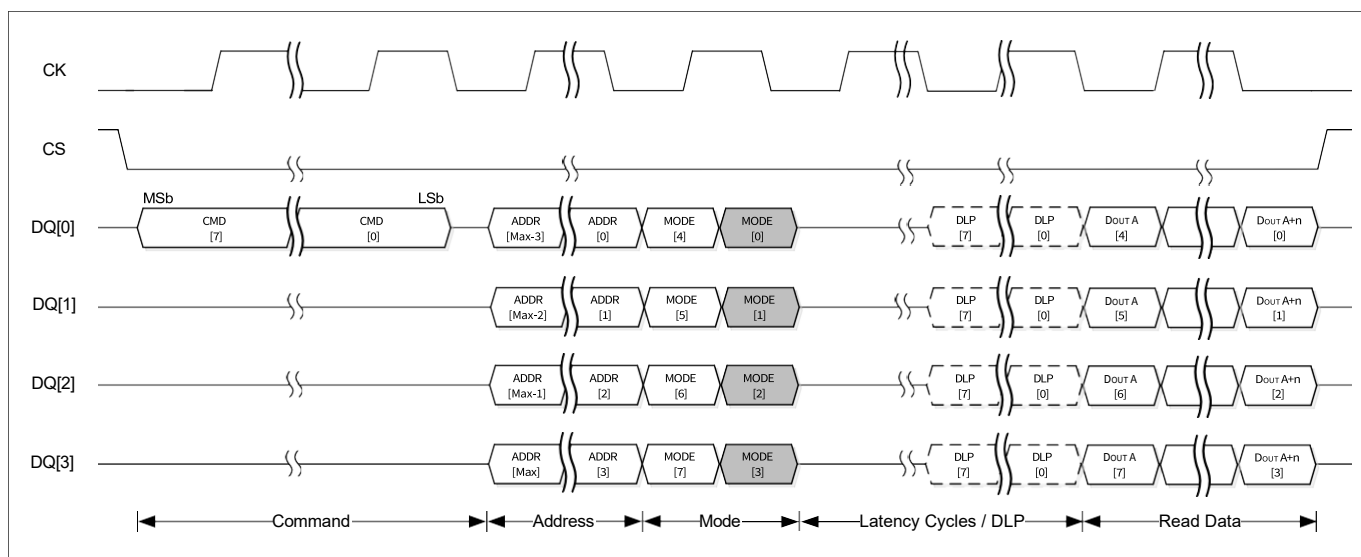 CK
CS
MSb LSb
DQ[0] CMD CMD ADDR ADDR MODE MODE DLP DLP DOUT A DOUT A+n
[7] [0] [Max-3] [0] [4] [0] [7] [0] [4] [0]
DQ[1] ADDR ADDR MODE MODE DLP DLP DOUT A DOUT A+n
[Max-2] [1] [5] [1] [7] [0] [5] [1]
DQ[2] ADDR ADDR MODE MODE DLP DLP DOUT A DOUT A+n
[Max-1] [2] [6] [2] [7] [0] [6] [2]
DQ[3] ADDR ADDR MODE MODE DLP DLP DOUT A DOUT A+n
[Max] [3] [7] [3] [7] [0] [7] [3]
Command Address Mode Latency Cycles / DLP Read Data